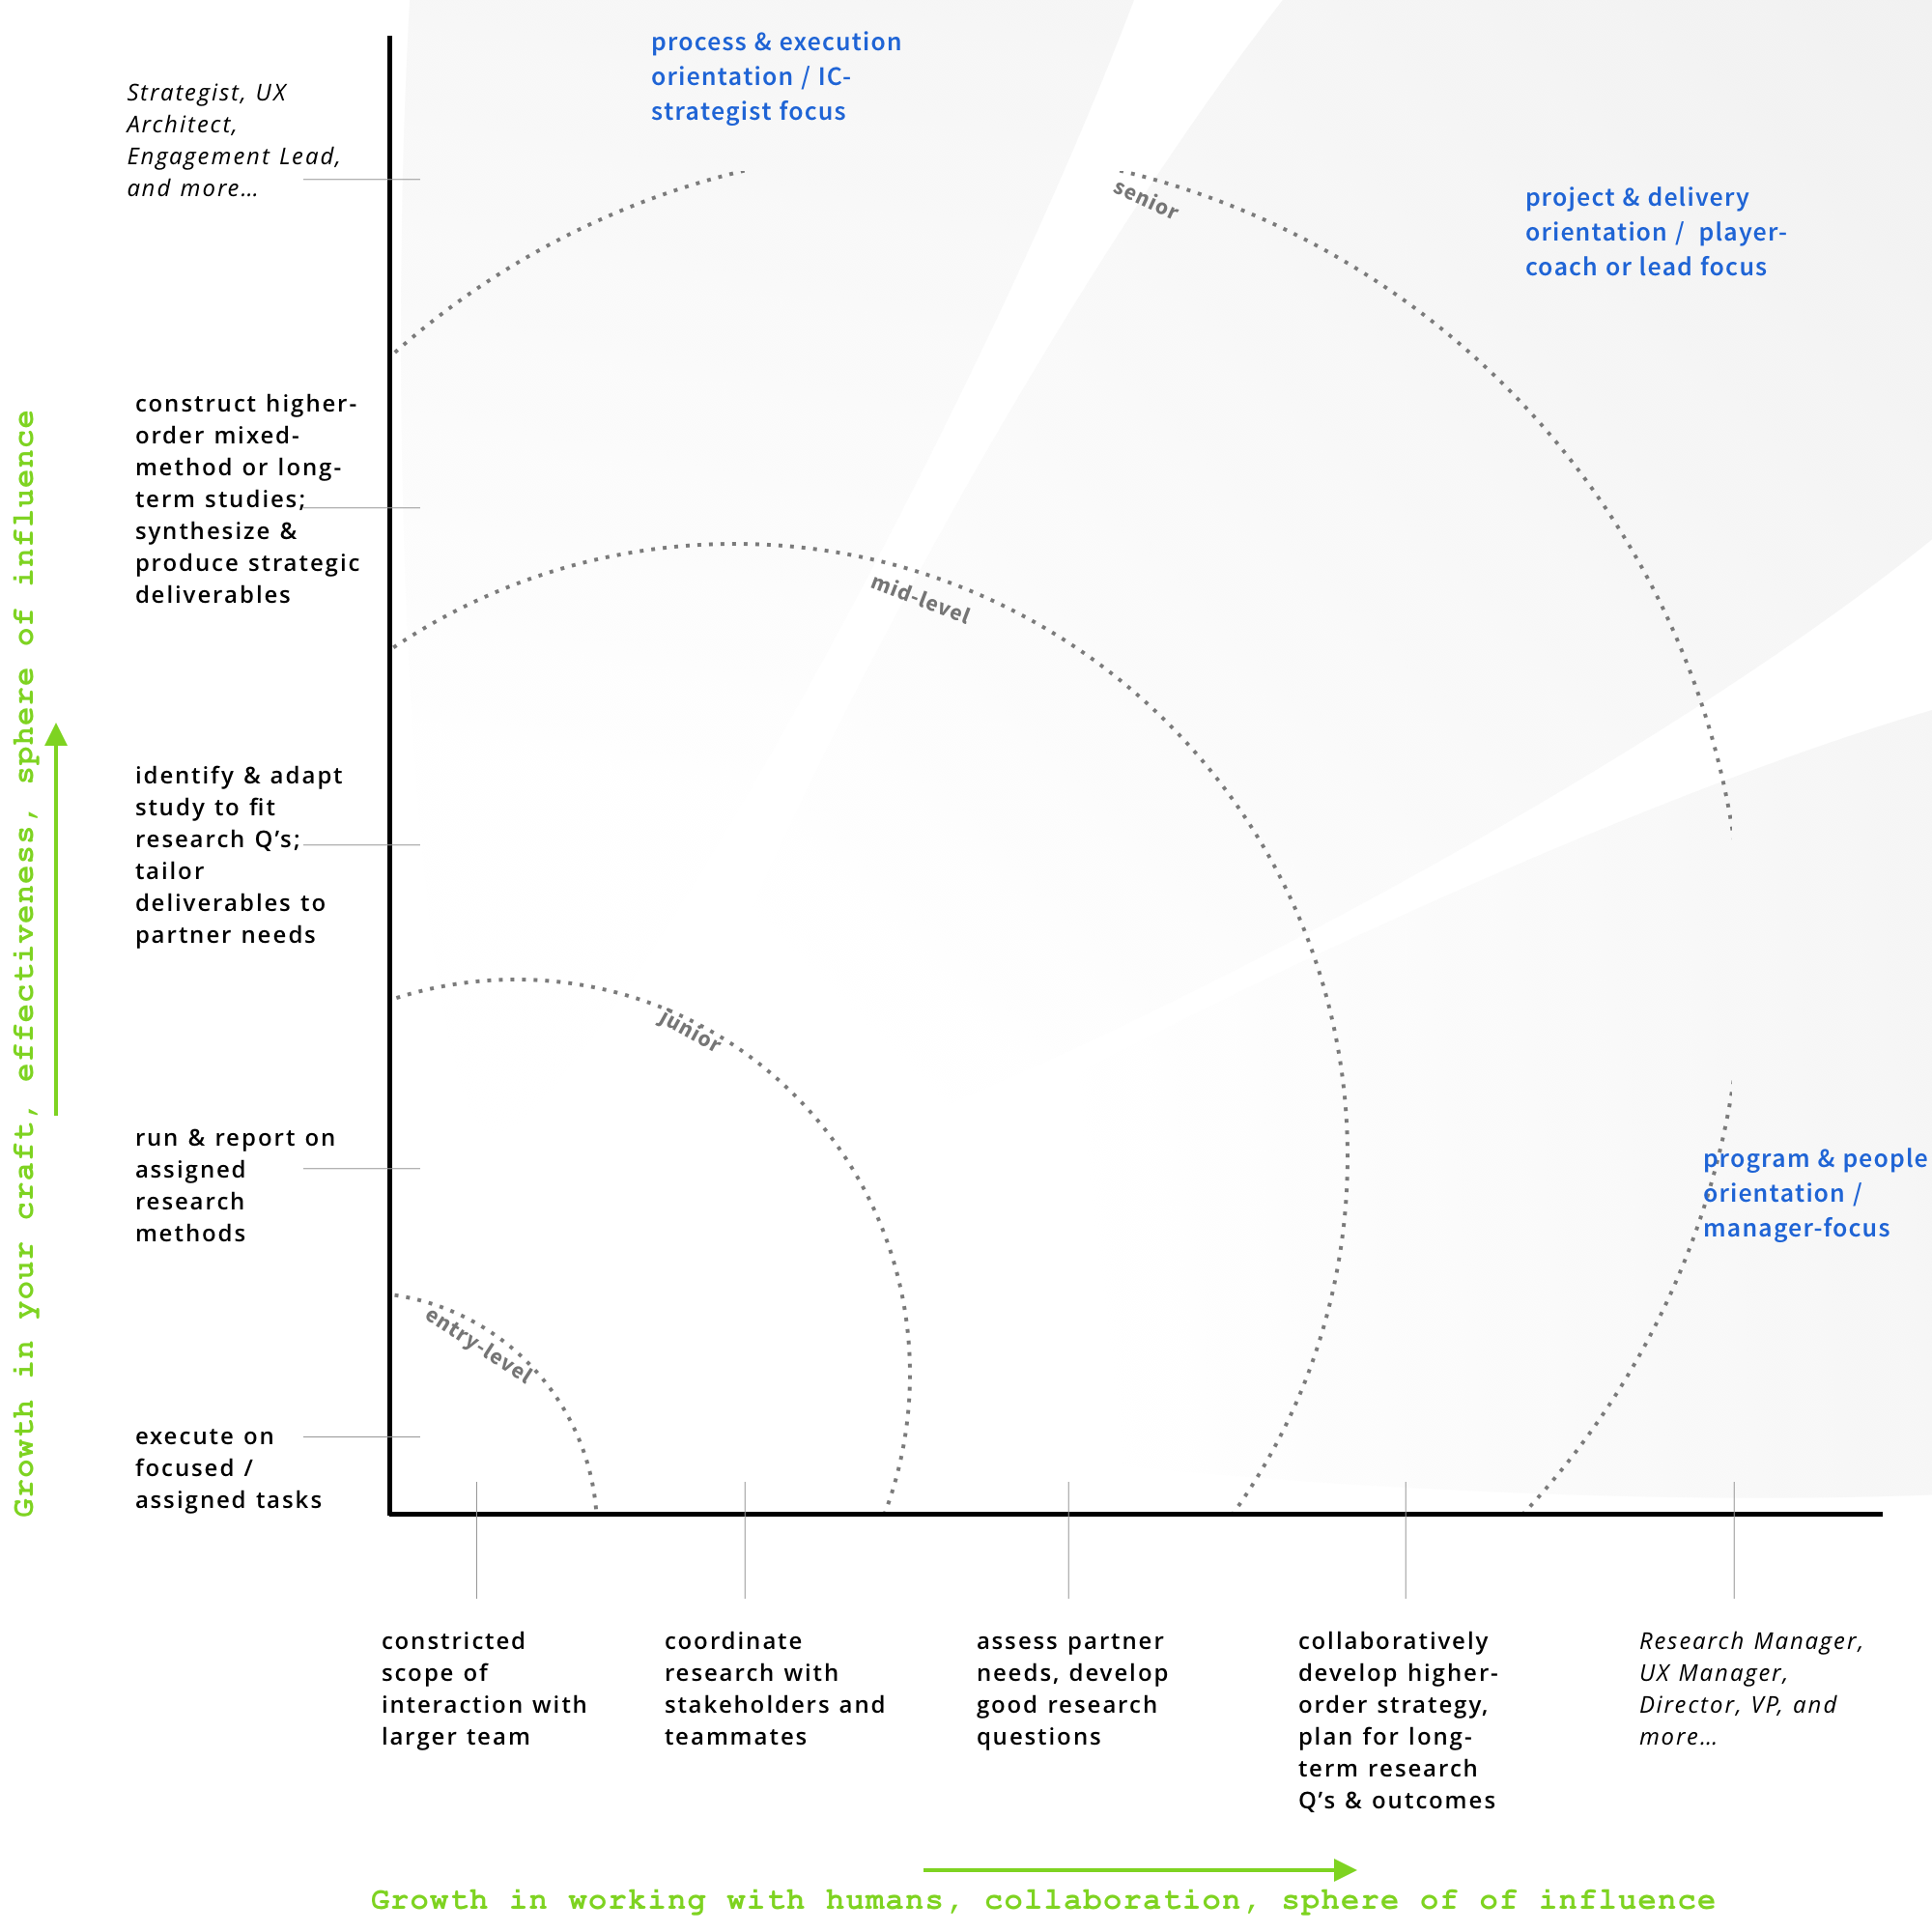 process & execution
orientation / IC-
strategist focus
Strategist, UX
Architect,
Engagement Lead,
and more…
senior
project & delivery
orientation /  player-
coach or lead focus
construct higher-
order mixed-
method or long-
term studies;
synthesize &
produce strategic
deliverables
mid-level
identify & adapt
study to fit
research Q’s;
tailor
deliverables to
partner needs
junior
run & report on
assigned
research
methods
program & people
orientation /
manager-focus
entry-level
execute on
focused /
assigned tasks
Growth in your craft, effectiveness, sphere of influence
constricted
scope of
interaction with
larger team
coordinate
research with
stakeholders and
teammates
assess partner
needs, develop
good research
questions
collaboratively
develop higher-
order strategy,
plan for long-
term research
Q’s & outcomes
Research Manager,
UX Manager,
Director, VP, and
more…
Growth in working with humans, collaboration, sphere of of influence